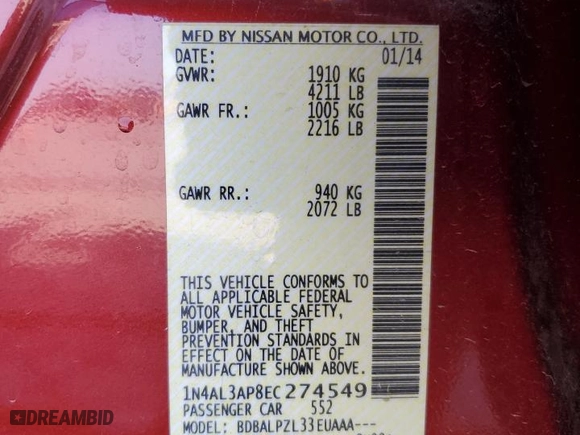 MFD BY NISSAN MOTOR CO., LTD.
DATE: 01/14
GVWR: 1910 KG
4211 LB
GAWR FR.: 1005 KG
2216 LB
GAWR RR.: 940 KG
2072 LB
THIS VEHICLE CONFORMS TO
ALL APPLICABLE FEDERAL
MOTOR VEHICLE SAFETY,
BUMPER, AND THEFT
PREVENTION STANDARDS IN
EFFECT ON THE DATE OF
MANUFACTURE SHOWN ABOVE.
1N4AL3AP8EC274549
PASSENGER CAR 552
MODEL: BDBALPZL33EUAAA---
DREAMBID